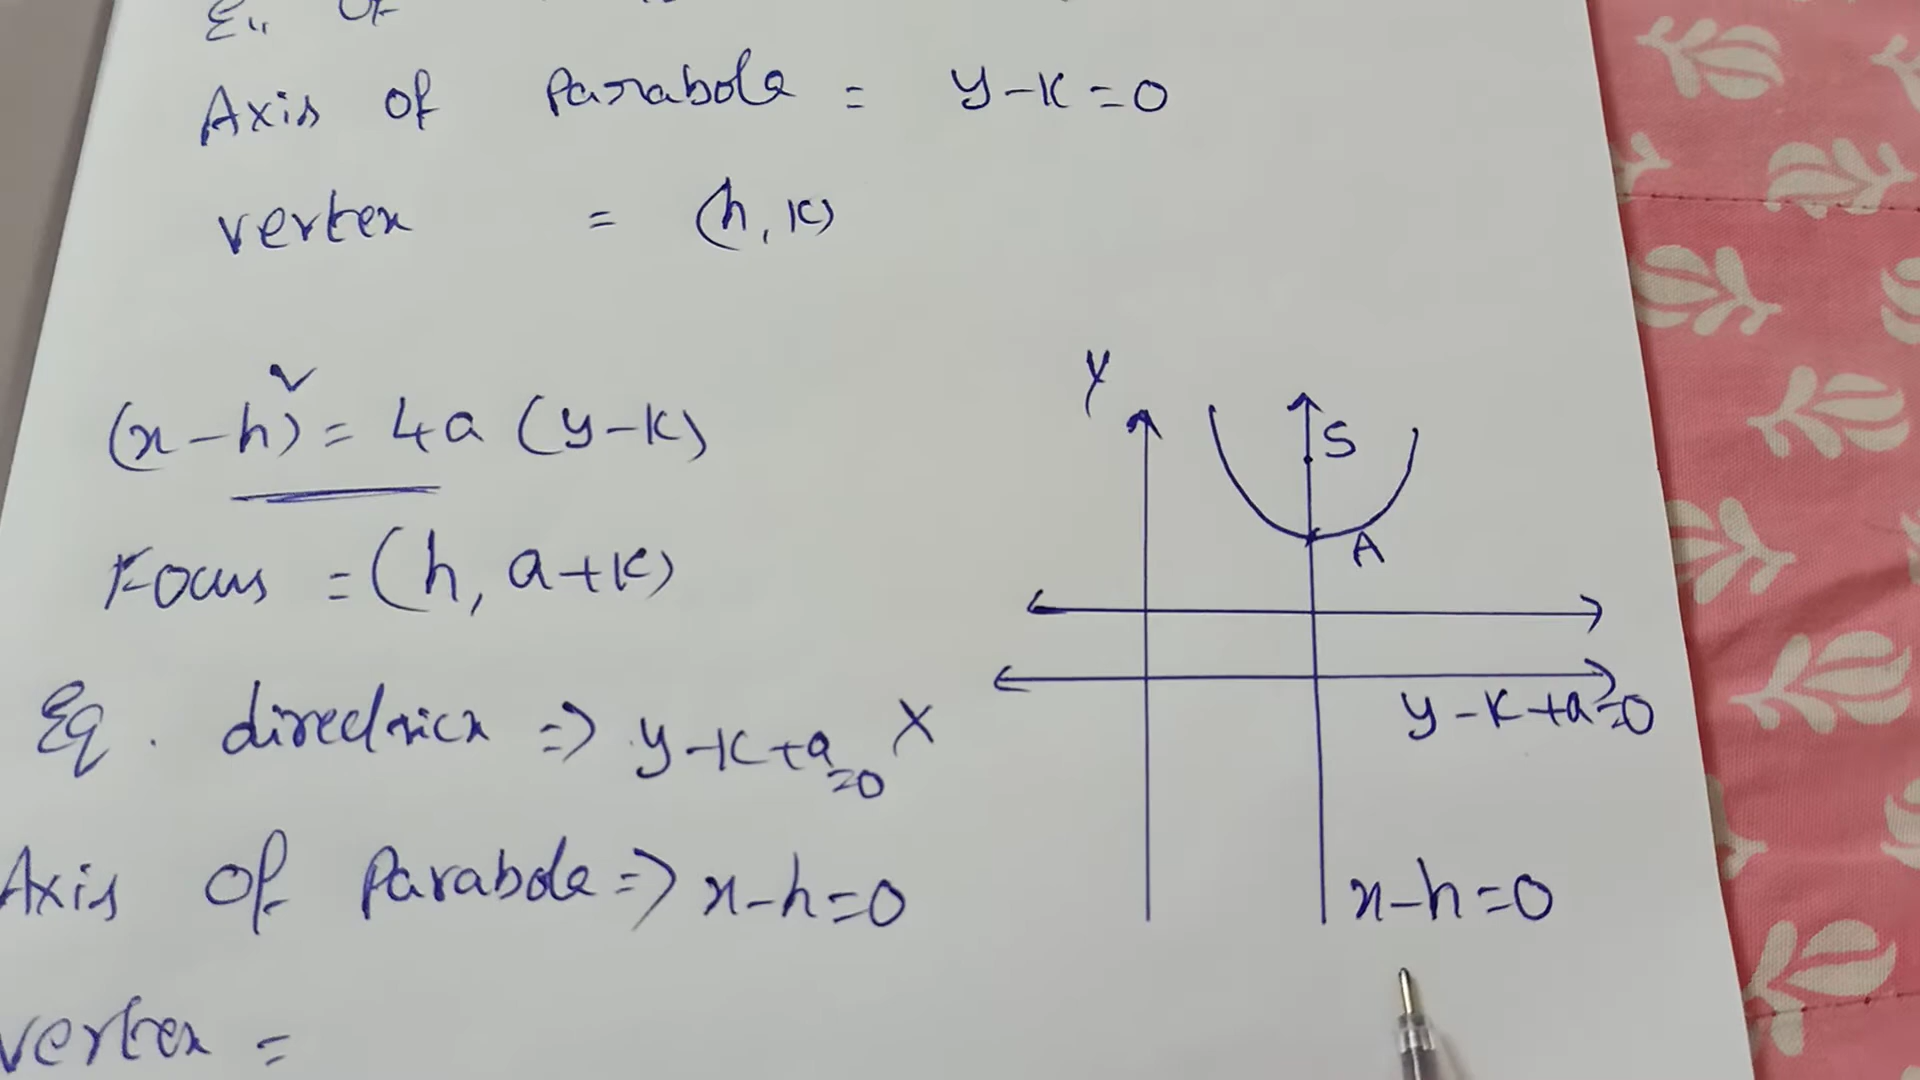 Axis of Parabola = y-k=0
vertex = (h, k)
(x-h)² = 4a (y-k)
Focus = (h, a+k)
Eq. directrix => y-k+a=0
Axis of Parabola => x-h=0
vertex =
Y
S
A
X
y-k+a=0
x-h=0